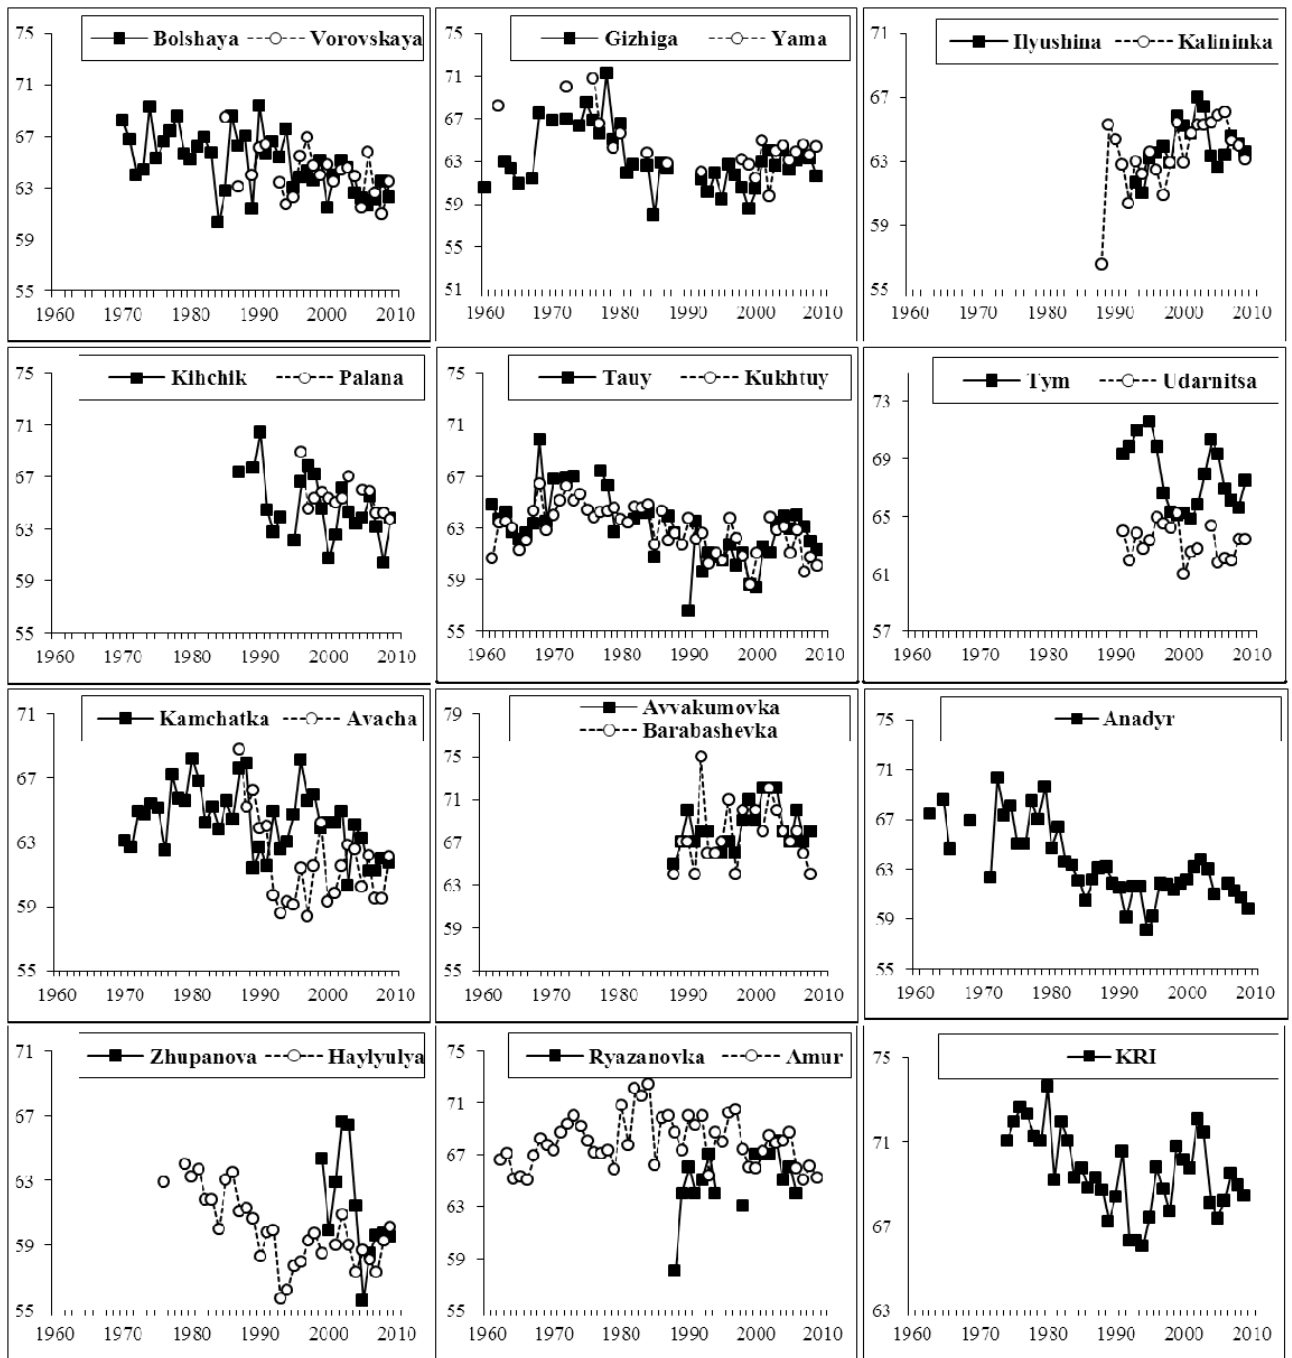 Bolshaya Vorovskaya
75
71
67
63
59
55
1960 1970 1980 1990 2000 2010
Gizhiga Yama
75
71
67
63
59
55
51
1960 1970 1980 1990 2000 2010
Ilyushina Kalininka
71
67
63
59
55
1960 1970 1980 1990 2000 2010
Kihchik Palana
75
71
67
63
59
55
1960 1970 1980 1990 2000 2010
Tauy Kukhtuy
75
71
67
63
59
55
1960 1970 1980 1990 2000 2010
Tym Udarnitsa
73
69
65
61
57
1960 1970 1980 1990 2000 2010
Kamchatka Avacha
71
67
63
59
55
1960 1970 1980 1990 2000 2010
Avvakumovka
Barabashevka
79
75
71
67
63
59
55
1960 1970 1980 1990 2000 2010
Anadyr
75
71
67
63
59
55
1960 1970 1980 1990 2000 2010
Zhupanova Haylyulya
71
67
63
59
55
1960 1970 1980 1990 2000 2010
Ryazanovka Amur
75
71
67
63
59
55
1960 1970 1980 1990 2000 2010
KRI
75
71
67
63
1960 1970 1980 1990 2000 2010